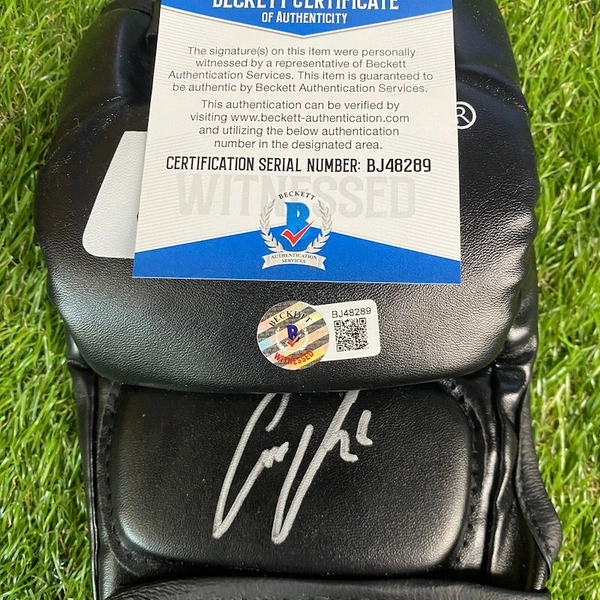 BECKETT CERTIFICATE
OF AUTHENTICITY
The signature(s) on this item were personally
witnessed by a representative of Beckett
Authentication Services. This item is guaranteed to
be authentic by Beckett Authentication Services.
This authentication can be verified by
visiting www.beckett-authentication.com
and utilizing the below authentication
number in the designated area.
CERTIFICATION SERIAL NUMBER: BJ48289
WITNESSED
BECKETT
B
AUTHENTICATION
SERVICES
®
BECKETT
B
WITNESSED
BJ48289